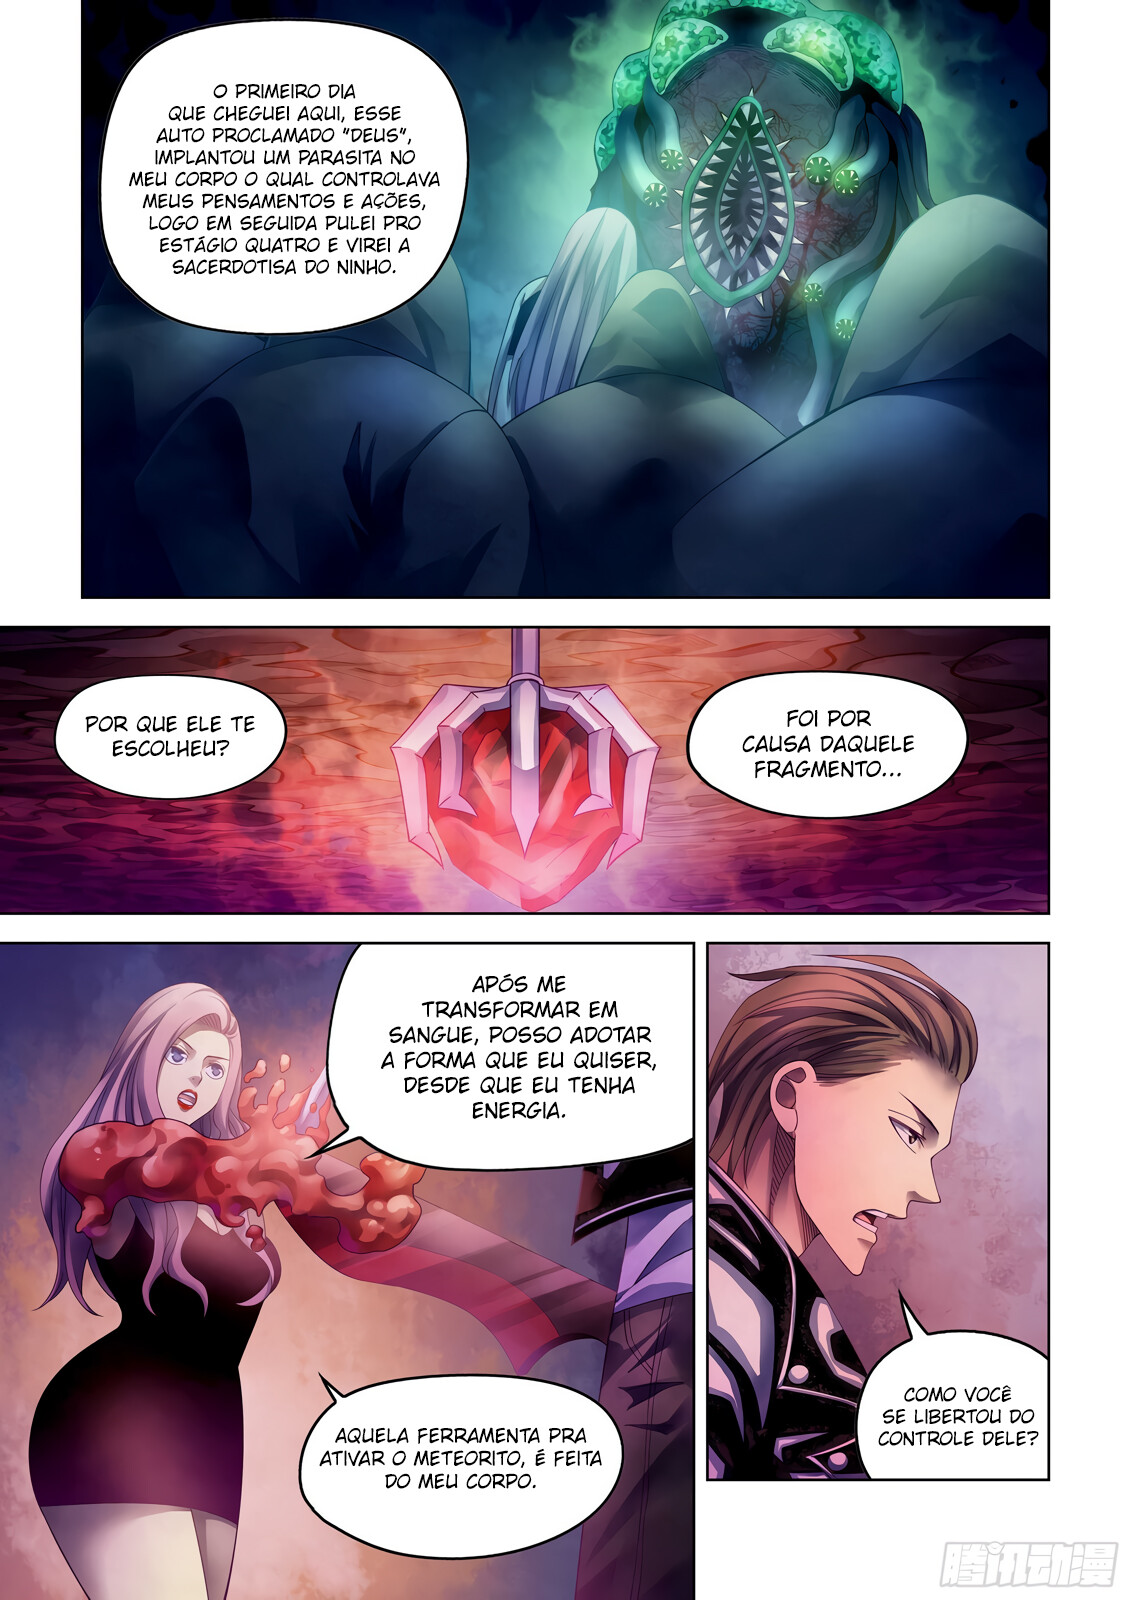 O PRIMEIRO DIA
QUE CHEGUEI AQUI, ESSE
AUTO PROCLAMADO "DEUS",
IMPLANTOU UM PARASITA NO
MEU CORPO O QUAL CONTROLAVA
MEUS PENSAMENTOS E AÇÕES,
LOGO EM SEGUIDA PULEI PRO
ESTÁGIO QUATRO E VIREI A
SACERDOTISA DO NINHO.
POR QUE ELE TE
ESCOLHEU?
FOI POR
CAUSA DAQUELE
FRAGMENTO...
APÓS ME
TRANSFORMAR EM
SANGUE, POSSO ADOTAR
A FORMA QUE EU QUISER,
DESDE QUE EU TENHA
ENERGIA.
AQUELA FERRAMENTA PRA
ATIVAR O METEORITO, É FEITA
DO MEU CORPO.
COMO VOCÊ
SE LIBERTOU DO
CONTROLE DELE?
腾讯动漫